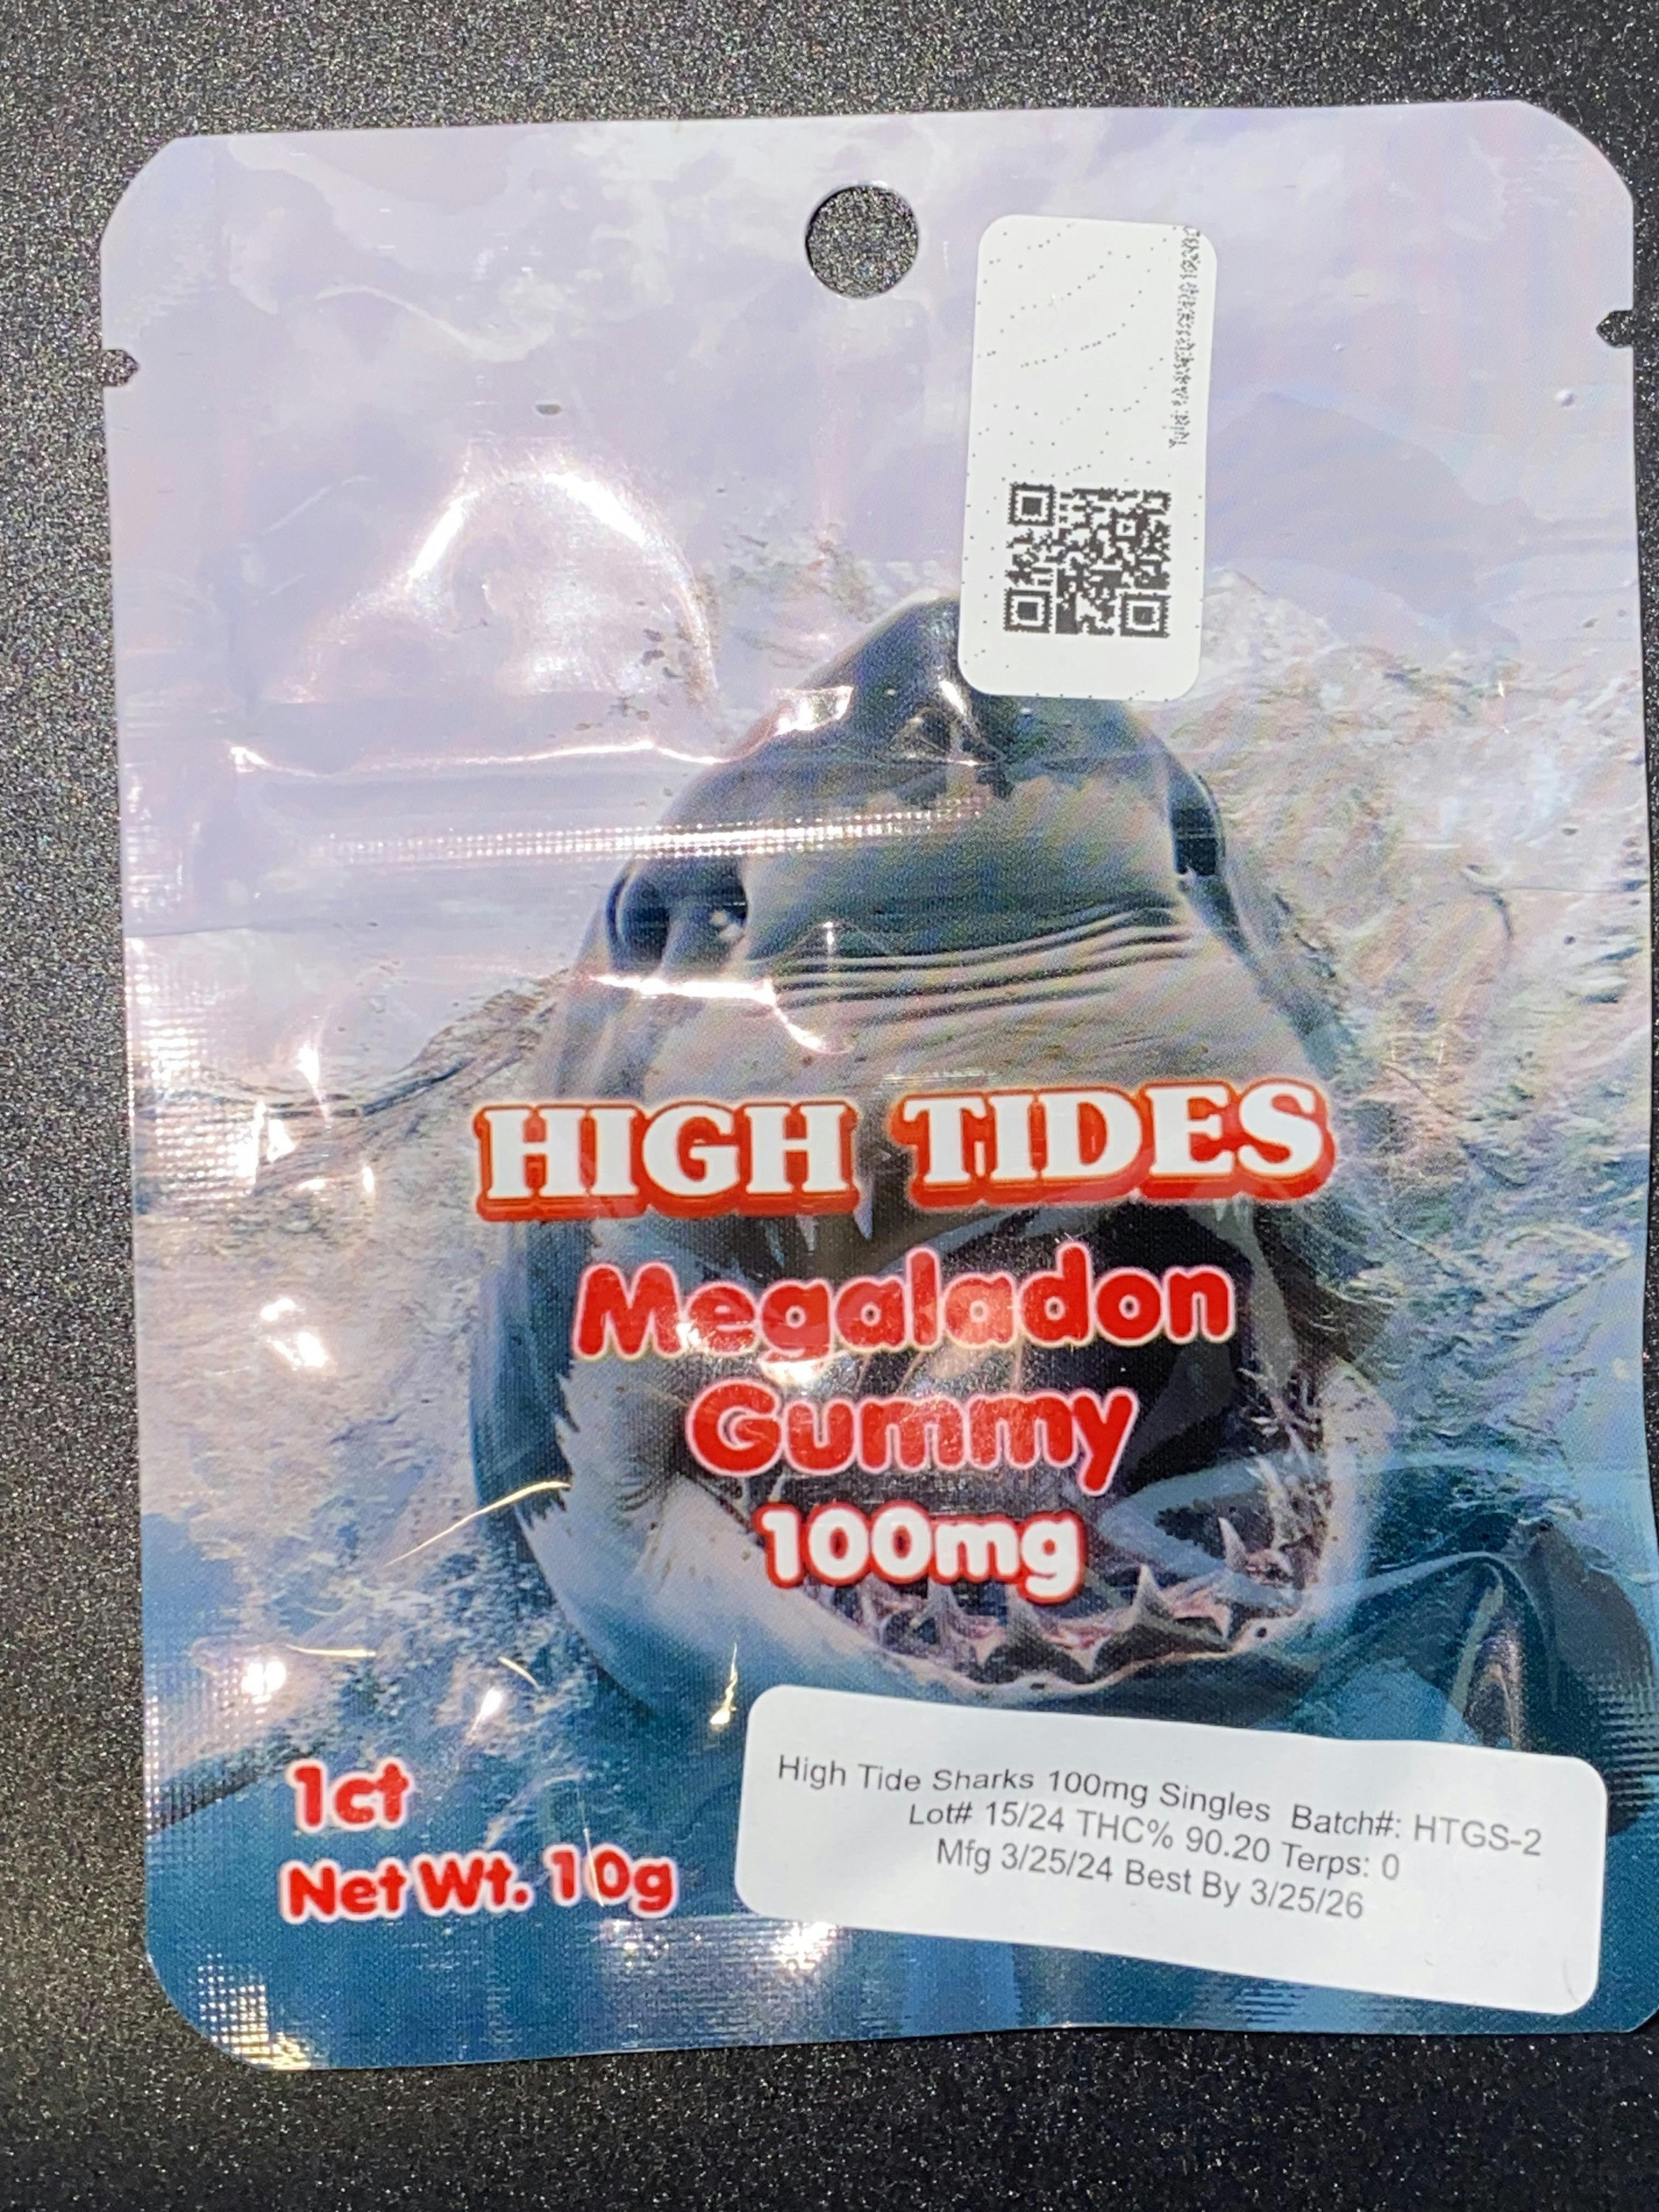 HIGH TIDES
Megaladon
Gummy
100mg
1ct
Net Wt. 10g
High Tide Sharks 100mg Singles Batch#: HTGS-2
Lot# 15/24 THC% 90.20 Terps: 0
Mfg 3/25/24 Best By 3/25/26